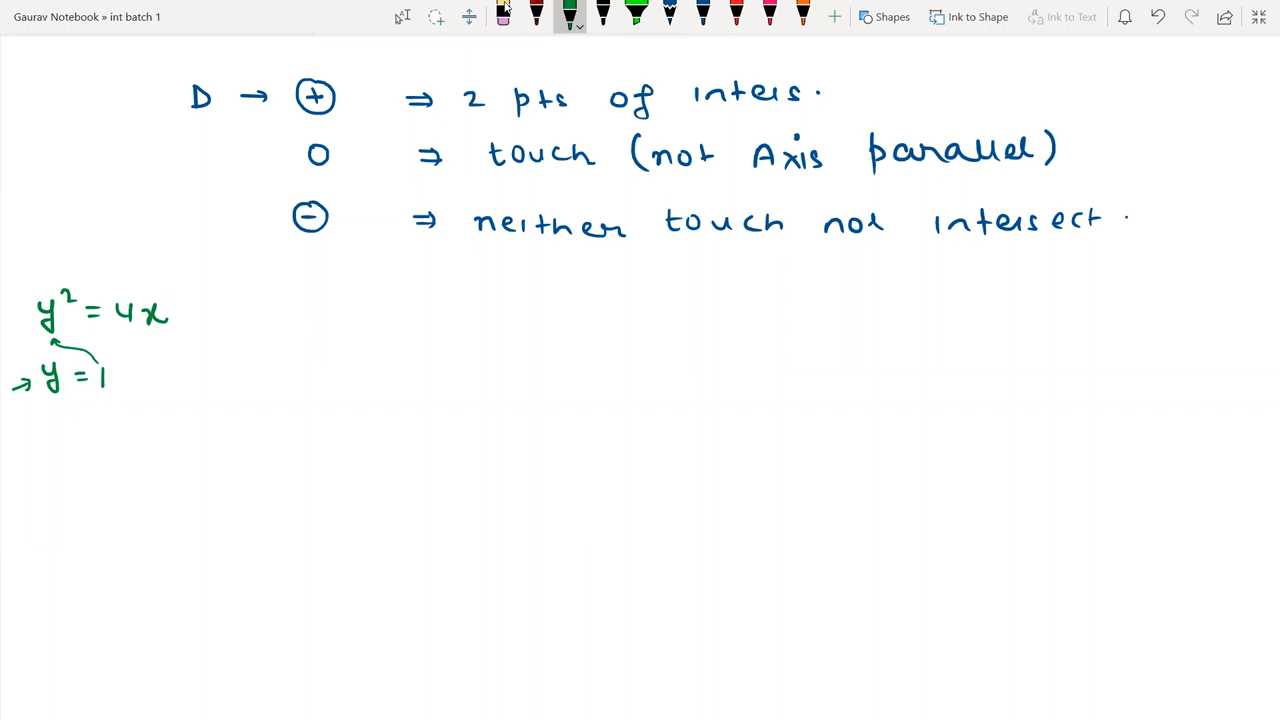 Gaurav Notebook » int batch 1
Shapes Ink to Shape Ink to Text
D → + ⇒ 2 pts of inters.
0 ⇒ touch (not Axis parallel)
- ⇒ neither touch not intersect.
y² = 4x
→ y = 1